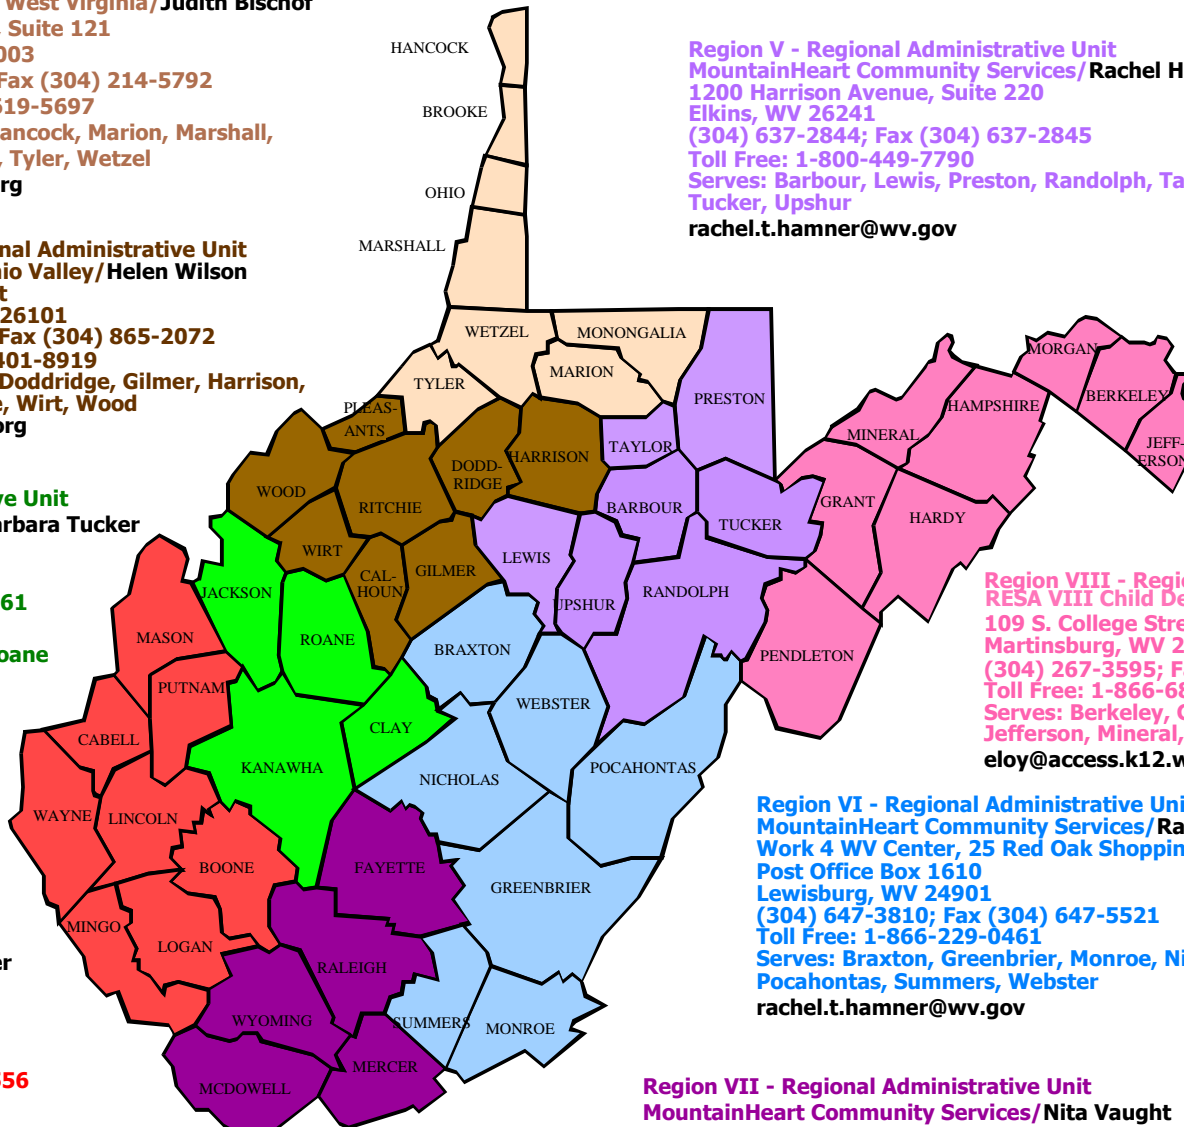 West Virginia/Judith Bischof
Suite 121
003
Fax (304) 214-5792
619-5697
ancock, Marion, Marshall,
, Tyler, Wetzel
rg
nal Administrative Unit
io Valley/Helen Wilson
t
26101
Fax (304) 865-2072
401-8919
Doddridge, Gilmer, Harrison,
e, Wirt, Wood
org
ve Unit
arbara Tucker
61
oane
er
556
Region V - Regional Administrative Unit
MountainHeart Community Services/Rachel H
1200 Harrison Avenue, Suite 220
Elkins, WV 26241
(304) 637-2844; Fax (304) 637-2845
Toll Free: 1-800-449-7790
Serves: Barbour, Lewis, Preston, Randolph, Ta
Tucker, Upshur
rachel.t.hamner@wv.gov
HANCOCK
BROOKE
OHIO
MARSHALL
WETZEL
MONONGALIA
MARION
TYLER
PRESTON
PLEAS-
ANTS
TAYLOR
HARRISON
DODD-
RIDGE
WOOD
RITCHIE
BARBOUR
TUCKER
WIRT
CAL-
HOUN
GILMER
LEWIS
UPSHUR
RANDOLPH
JACKSON
ROANE
MASON
PUTNAM
BRAXTON
WEBSTER
CLAY
CABELL
KANAWHA
NICHOLAS
POCAHONTAS
WAYNE
LINCOLN
BOONE
FAYETTE
GREENBRIER
MINGO
LOGAN
RALEIGH
WYOMING
SUMMERS
MONROE
MERCER
MCDOWELL
MORGAN
BERKELEY
JEFF-
ERSON
HAMPSHIRE
MINERAL
GRANT
HARDY
PENDLETON
Region VIII - Regio
RESA VIII Child De
109 S. College Stre
Martinsburg, WV 2
(304) 267-3595; Fa
Toll Free: 1-866-68
Serves: Berkeley, G
Jefferson, Mineral,
eloy@access.k12.w
Region VI - Regional Administrative Uni
MountainHeart Community Services/Ra
Work 4 WV Center, 25 Red Oak Shoppin
Post Office Box 1610
Lewisburg, WV 24901
(304) 647-3810; Fax (304) 647-5521
Toll Free: 1-866-229-0461
Serves: Braxton, Greenbrier, Monroe, Ni
Pocahontas, Summers, Webster
rachel.t.hamner@wv.gov
Region VII - Regional Administrative Unit
MountainHeart Community Services/Nita Vaught